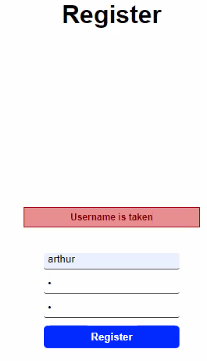 Register
Username is taken
arthur
•
•
Register